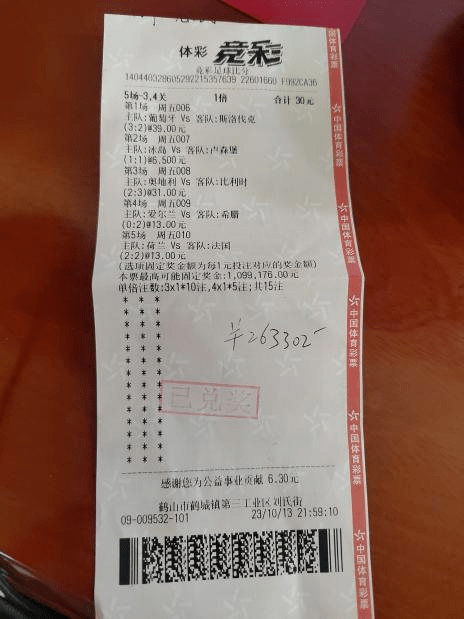 体彩 竞彩
竞彩足球比分
140440328605292215357639 22601660 F992CA36
5场-3,4关 1倍 合计 30元
第1场 周五006
主队:葡萄牙 Vs 客队:斯洛伐克
(3:2)@39.00元
第2场 周五007
主队:冰岛 Vs 客队:卢森堡
(1:1)@6.500元
第3场 周五008
主队:奥地利 Vs 客队:比利时
(2:3)@31.00元
第4场 周五009
主队:爱尔兰 Vs 客队:希腊
(0:2)@13.00元
第5场 周五010
主队:荷兰 Vs 客队:法国
(2:2)@13.00元
(选项固定奖金额为每1元投注对应的奖金额)
本票最高可能固定奖金:1,099,176.00元
单倍注数:3x1*10注,4x1*5注;共15注
已兑奖
感谢您为公益事业贡献 6.30元
鹤山市鹤城镇第三工业区刘氏街
09-009532-101 23/10/13 21:59:10
中国体育彩票
中国体育彩票
中国体育彩票
中国体育彩票
中国体育彩票